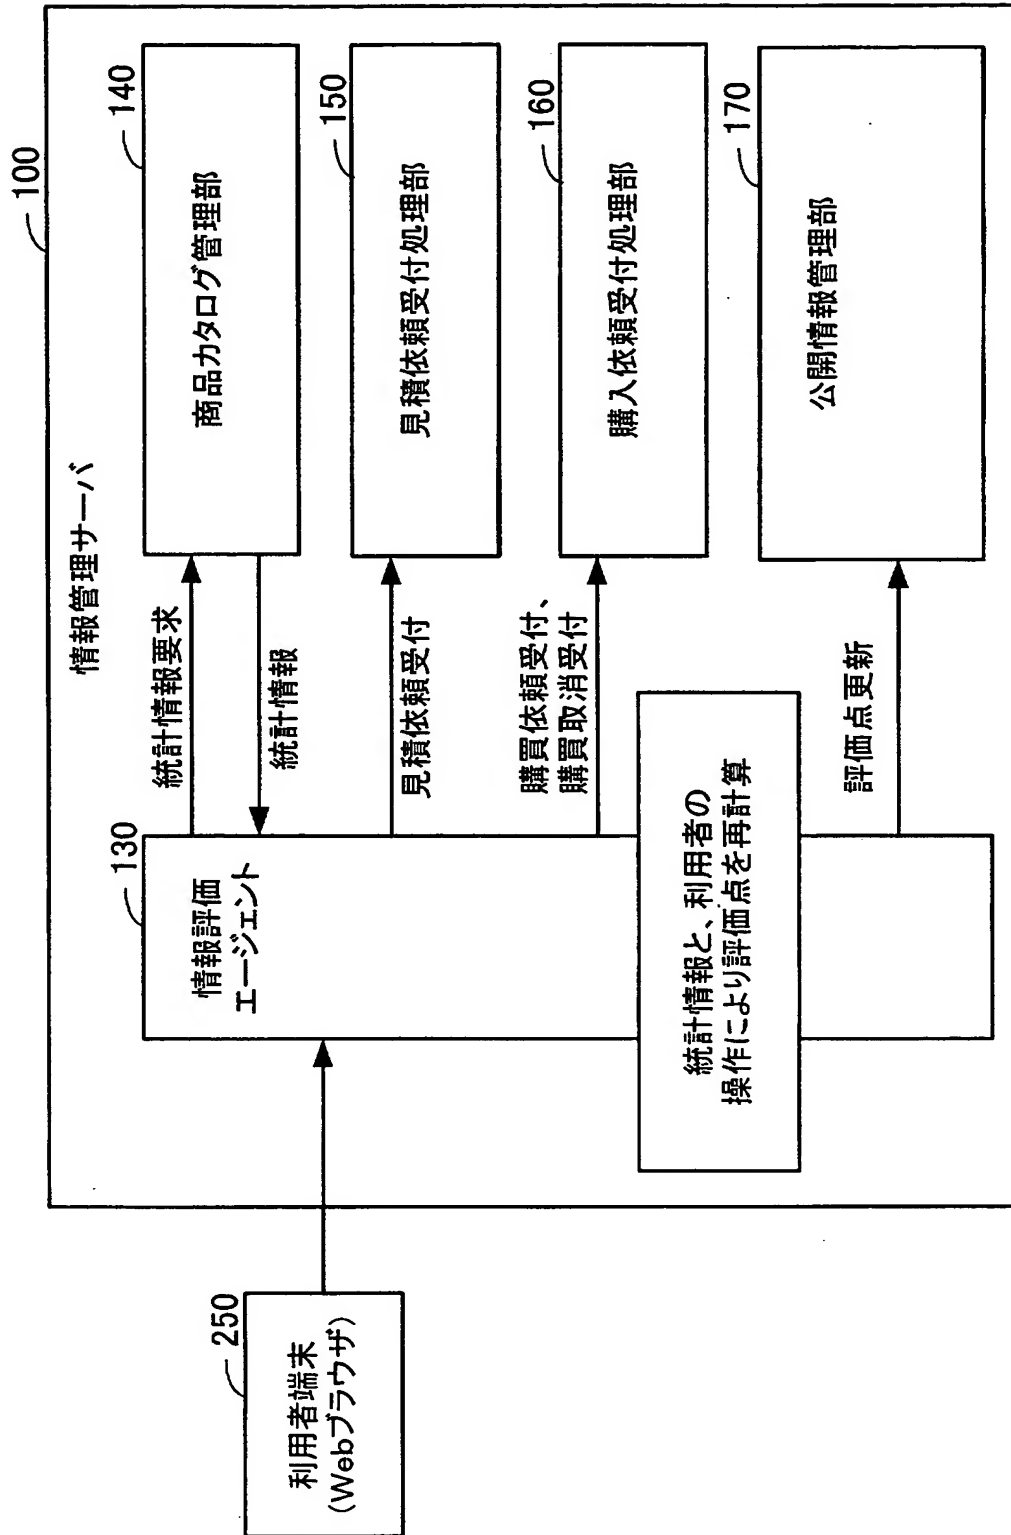 100
情報管理サーバ
250
利用者端末
(Webブラウザ)
130
情報評価
エージェント
統計情報要求
統計情報
140
商品カタログ管理部
見積依頼受付
150
見積依頼受付処理部
購買依頼受付、
購買取消受付
160
購入依頼受付処理部
統計情報と、利用者の
操作により評価点を再計算
評価点更新
170
公開情報管理部